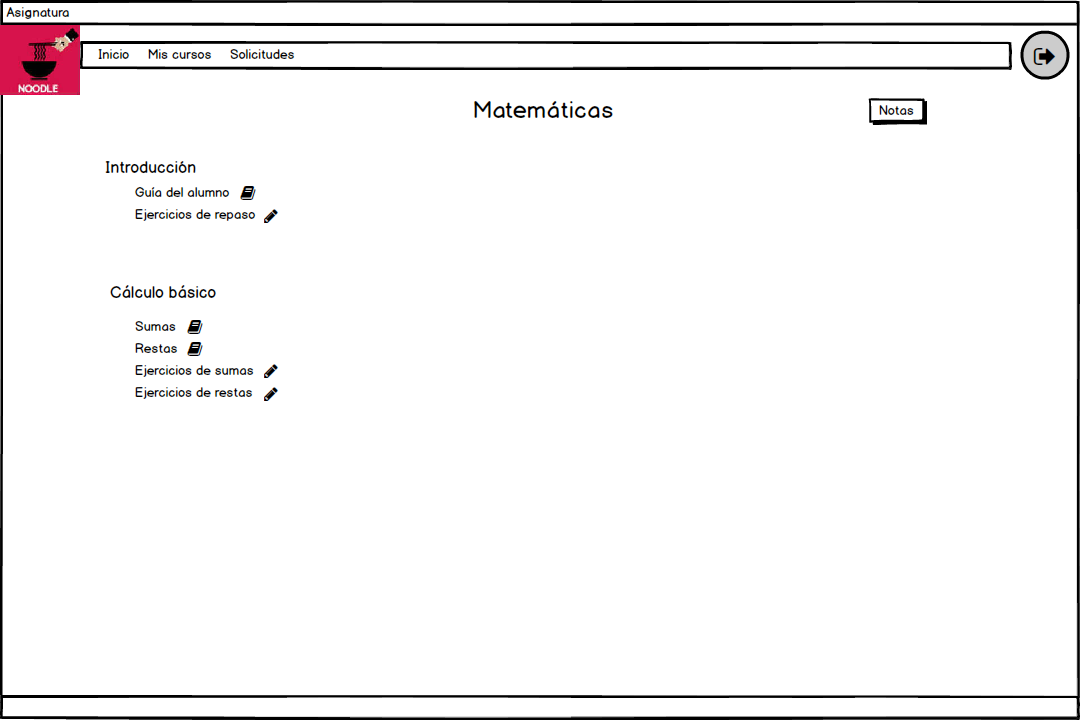 Asignatura
NOODLE
Inicio Mis cursos Solicitudes
Matemáticas
Notas
Introducción
Guía del alumno
Ejercicios de repaso
Cálculo básico
Sumas
Restas
Ejercicios de sumas
Ejercicios de restas